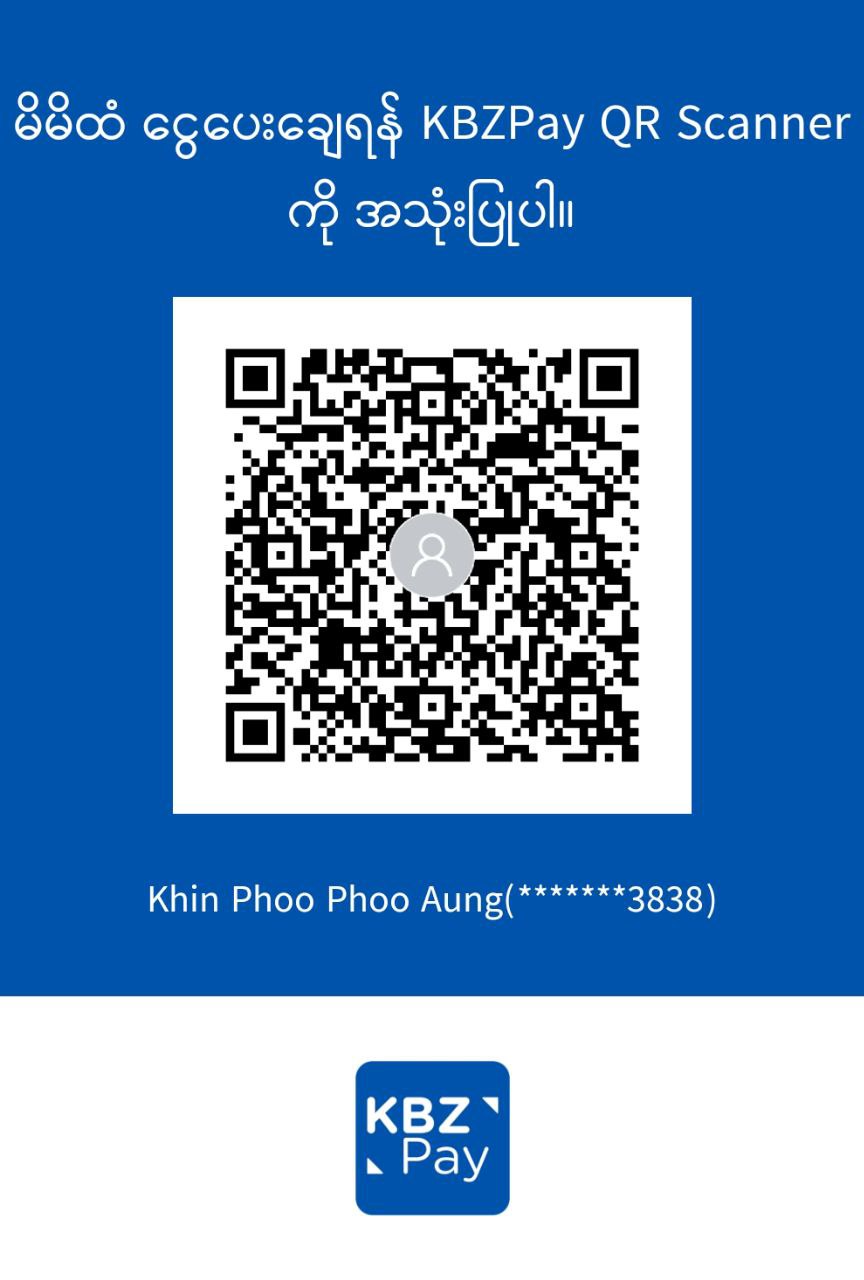 မိမိထံ ငွေပေးချေရန် KBZPay QR Scanner
ကို အသုံးပြုပါ။
Khin Phoo Phoo Aung(*******3838)
KBZ
Pay